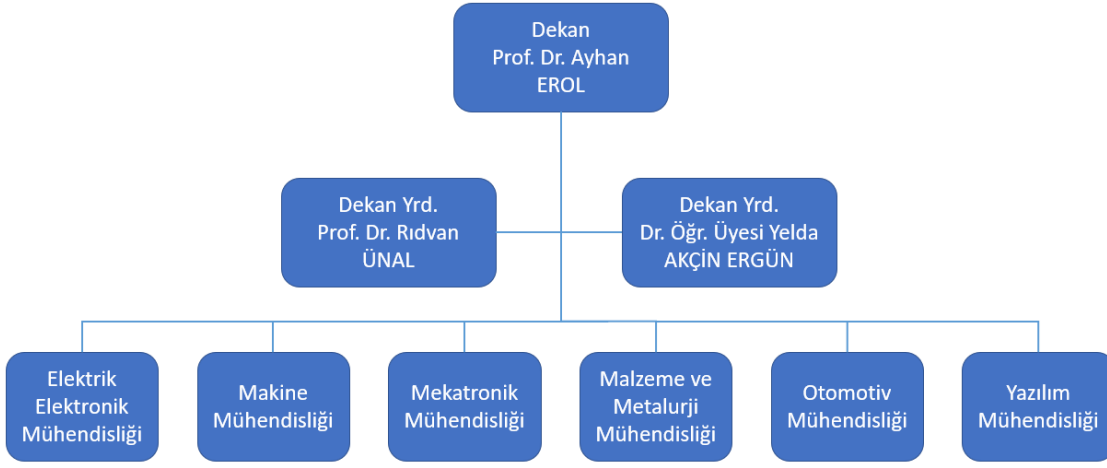 Dekan
Prof. Dr. Ayhan
EROL
Dekan Yrd.
Prof. Dr. Rıdvan
ÜNAL
Dekan Yrd.
Dr. Öğr. Üyesi Yelda
AKÇİN ERGÜN
Elektrik
Elektronik
Mühendisliği
Makine
Mühendisliği
Mekatronik
Mühendisliği
Malzeme ve
Metalurji
Mühendisliği
Otomotiv
Mühendisliği
Yazılım
Mühendisliği